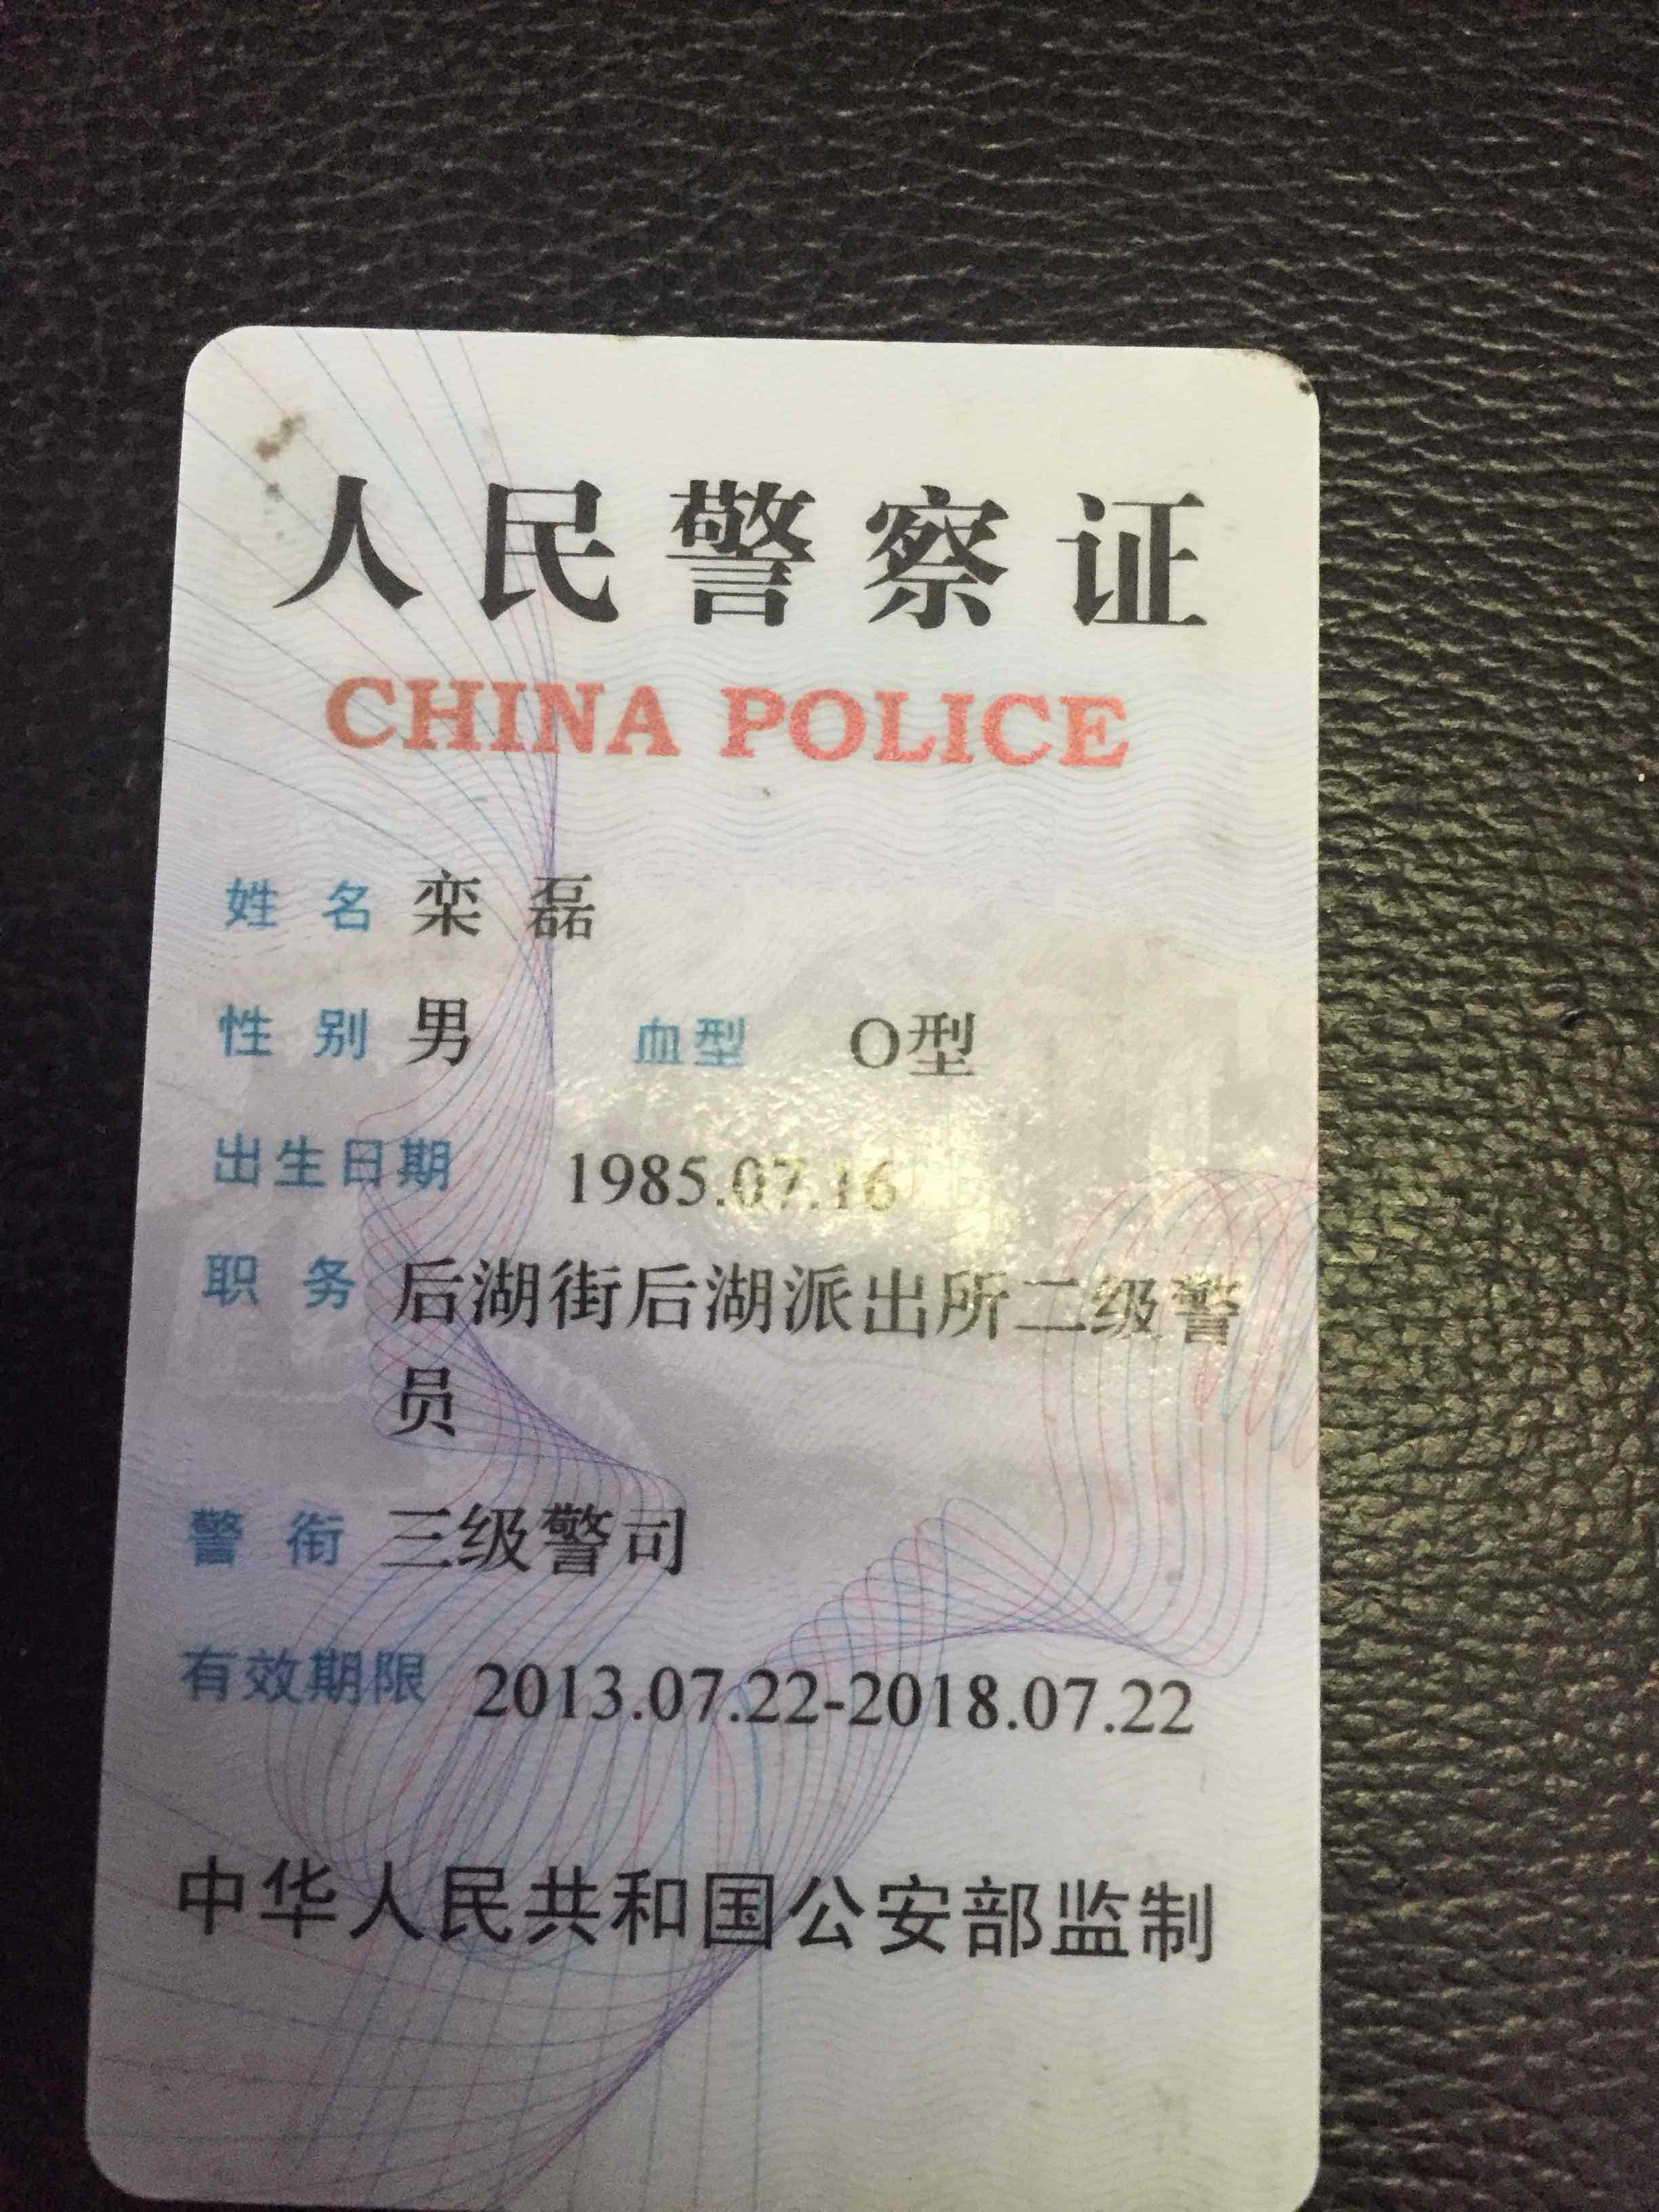 人民警察证
CHINA POLICE
姓 名 栾 磊
性 别 男 血型 O型
出生日期 1985.07.16
职 务 后湖街后湖派出所二级警
员
警 衔 三级警司
有效期限 2013.07.22-2018.07.22
中华人民共和国公安部监制